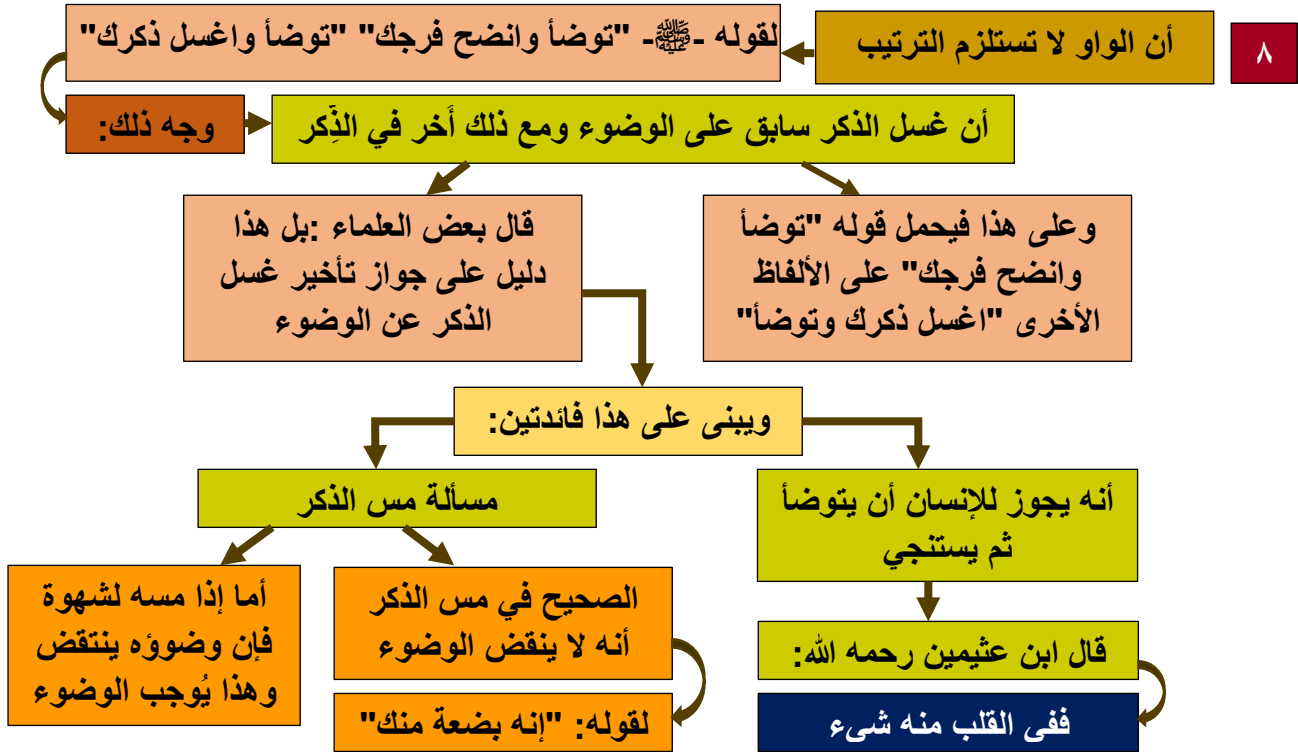 ٨
أن الواو لا تستلزم الترتيب
لقوله -ﷺ- "توضأ وانضح فرجك" "توضأ واغسل ذكرك"
وجه ذلك:
أن غسل الذكر سابق على الوضوء ومع ذلك أَخر في الذِّكر
وعلى هذا فيحمل قوله "توضأ
وانضح فرجك" على الألفاظ
الأخرى "اغسل ذكرك وتوضأ"
قال بعض العلماء :بل هذا
دليل على جواز تأخير غسل
الذكر عن الوضوء
ويبنى على هذا فائدتين:
أنه يجوز للإنسان أن يتوضأ
ثم يستنجي
قال ابن عثيمين رحمه الله:
ففى القلب منه شىء
مسألة مس الذكر
الصحيح في مس الذكر
أنه لا ينقض الوضوء
لقوله: "إنه بضعة منك"
أما إذا مسه لشهوة
فإن وضووُه ينتقض
وهذا يُوجب الوضوء